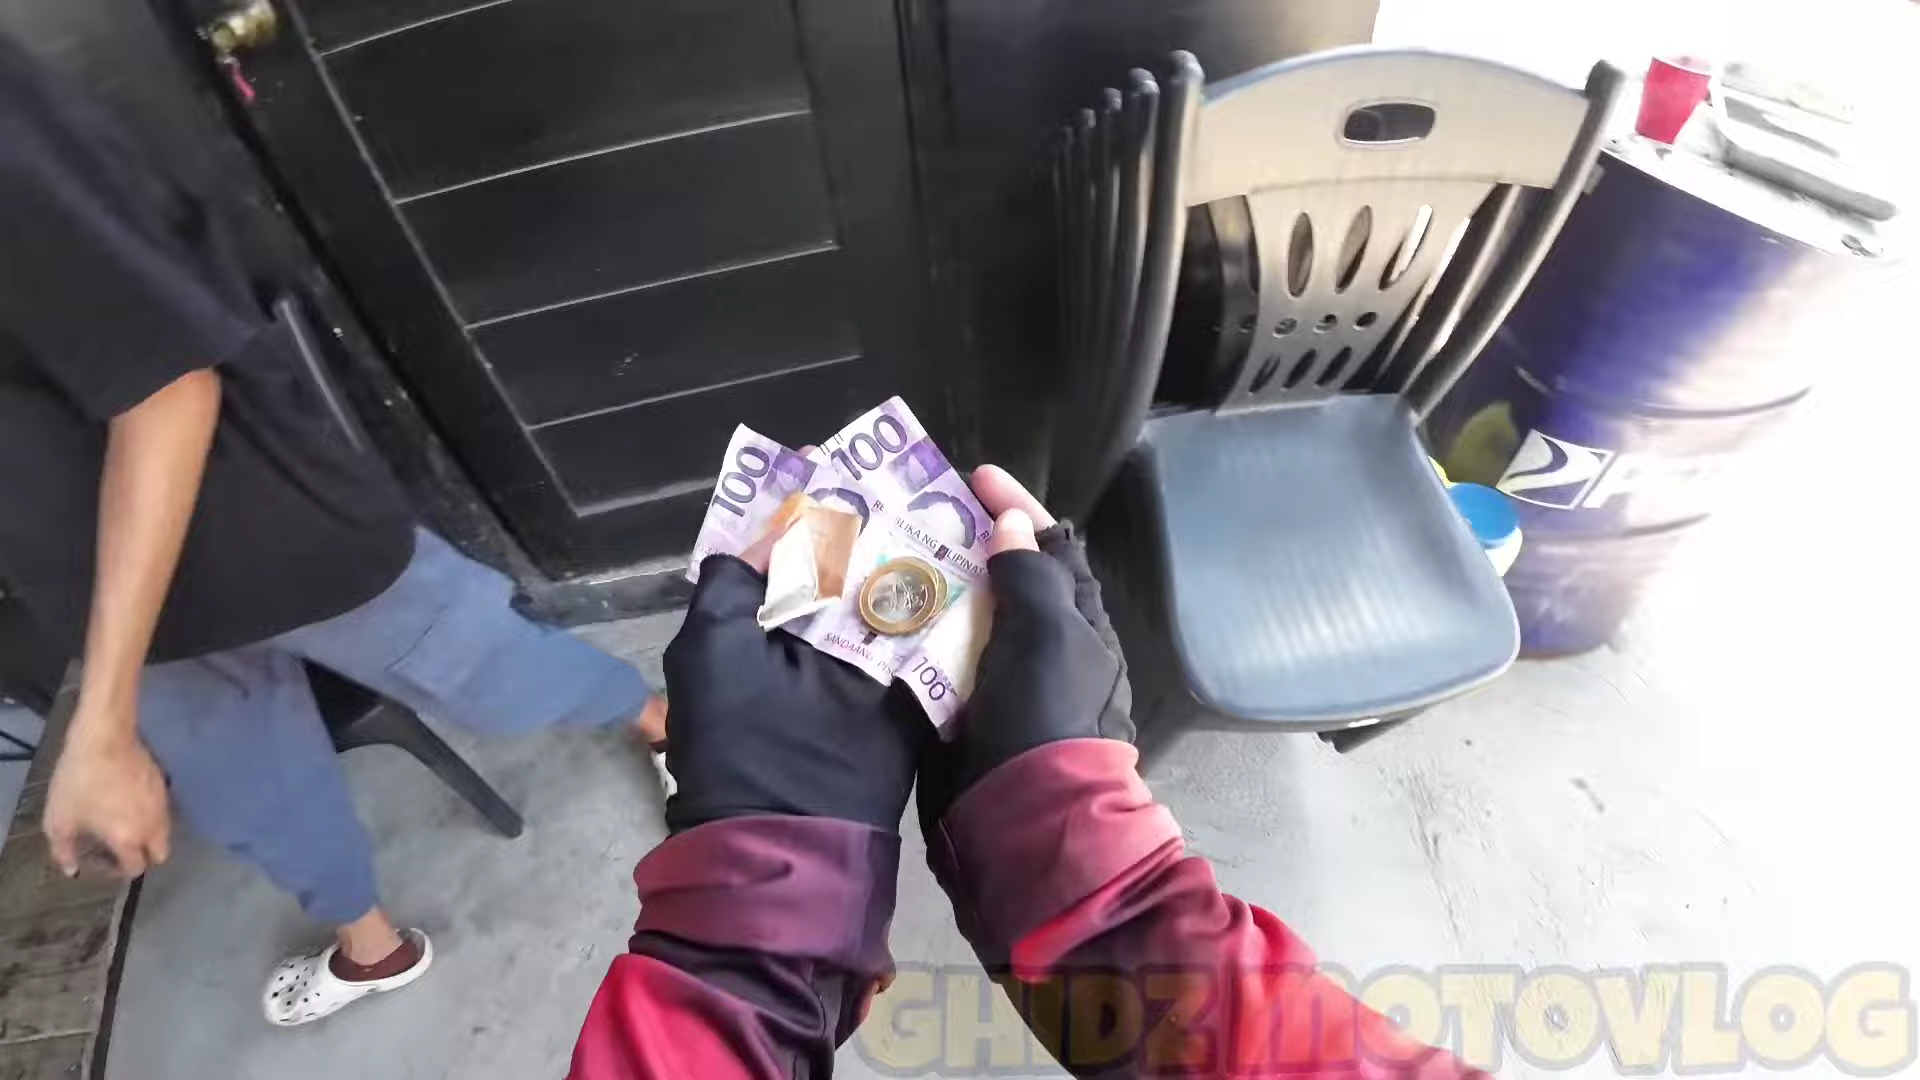 100
100
REPUBLIKA NG PILIPINAS
SANDAANG PISO
100
GHIDZ MOTOVLOG